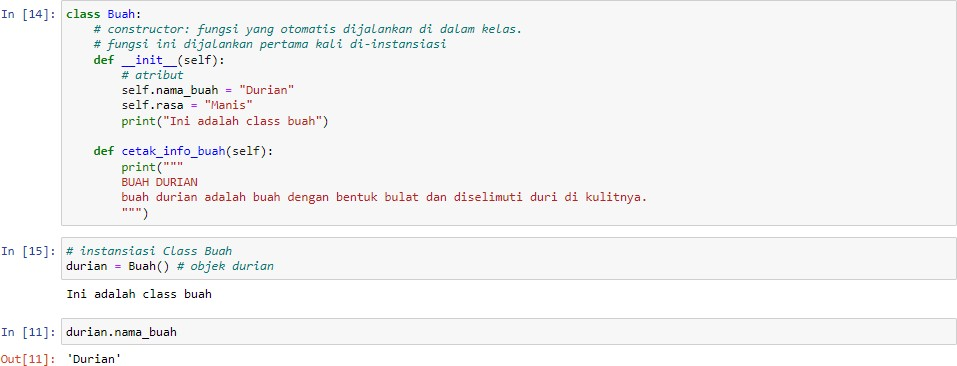 In [14]: class Buah:
# constructor: fungsi yang otomatis dijalankan di dalam kelas.
# fungsi ini dijalankan pertama kali di-instansiasi
def __init__(self):
# atribut
self.nama_buah = "Durian"
self.rasa = "Manis"
print("Ini adalah class buah")
def cetak_info_buah(self):
print("""
BUAH DURIAN
buah durian adalah buah dengan bentuk bulat dan diselimuti duri di kulitnya.
""")
In [15]: # instansiasi Class Buah
durian = Buah() # objek durian
Ini adalah class buah
In [11]: durian.nama_buah
Out[11]: 'Durian'